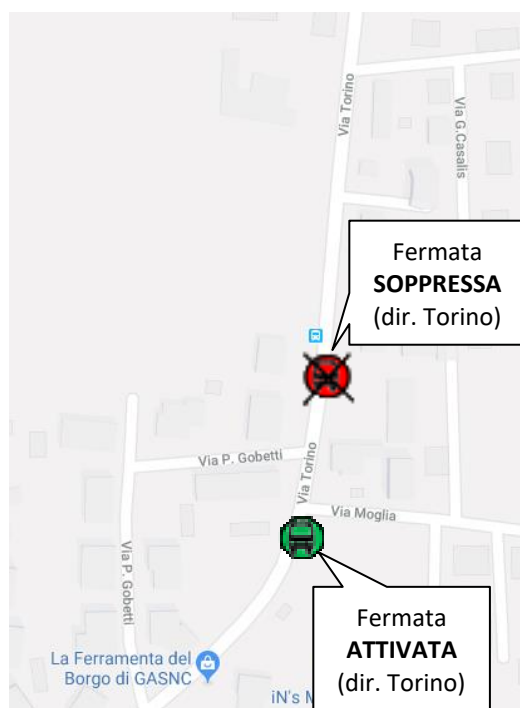 Via Torino
Via G.Casalis
Fermata
SOPPRESSA
(dir. Torino)
Via P. Gobetti
Via Torino
Via Moglia
Via P. Gobetti
Fermata
ATTIVATA
(dir. Torino)
La Ferramenta del
Borgo di GASNC
iN's M